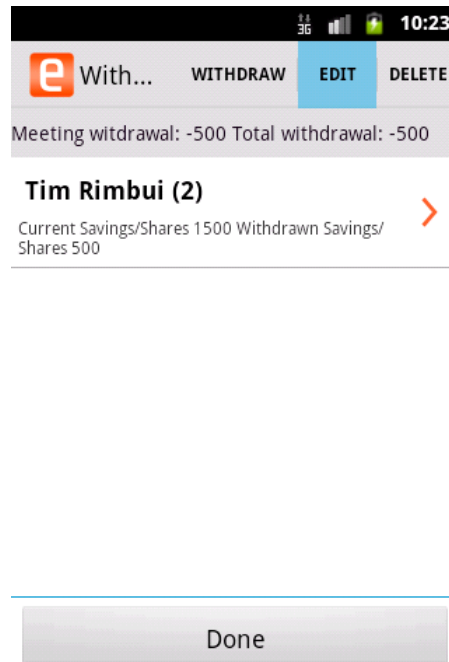 3G 10:23
e With... WITHDRAW EDIT DELETE
Meeting witdrawal: -500 Total withdrawal: -500
Tim Rimbui (2)
Current Savings/Shares 1500 Withdrawn Savings/
Shares 500
Done